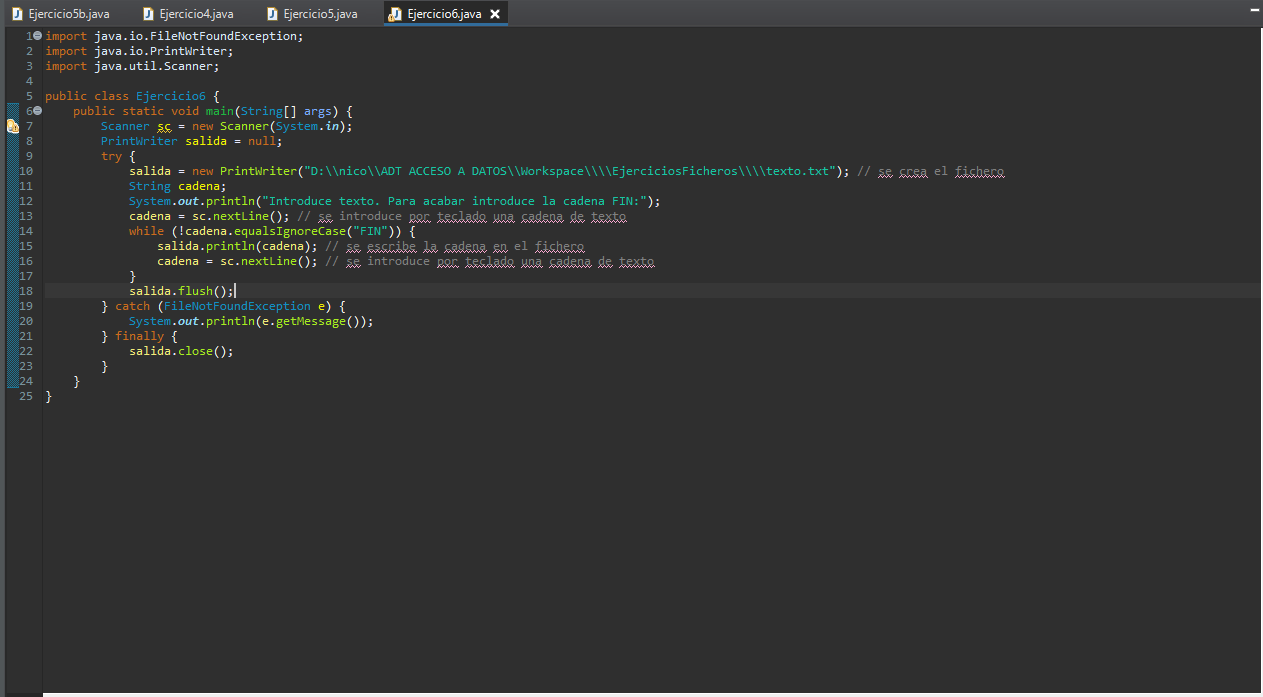 Ejercicio5b.java Ejercicio4.java Ejercicio5.java Ejercicio6.java
1 import java.io.FileNotFoundException;
2 import java.io.PrintWriter;
3 import java.util.Scanner;
4
5 public class Ejercicio6 {
6     public static void main(String[] args) {
7         Scanner sc = new Scanner(System.in);
8         PrintWriter salida = null;
9         try {
10             salida = new PrintWriter("D:\\nico\\ADT ACCESO A DATOS\\Workspace\\\\EjerciciosFicheros\\\\texto.txt"); // se crea el fichero
11             String cadena;
12             System.out.println("Introduce texto. Para acabar introduce la cadena FIN:");
13             cadena = sc.nextLine(); // se introduce por teclado una cadena de texto
14             while (!cadena.equalsIgnoreCase("FIN")) {
15                 salida.println(cadena); // se escribe la cadena en el fichero
16                 cadena = sc.nextLine(); // se introduce por teclado una cadena de texto
17             }
18             salida.flush();
19         } catch (FileNotFoundException e) {
20             System.out.println(e.getMessage());
21         } finally {
22             salida.close();
23         }
24     }
25 }